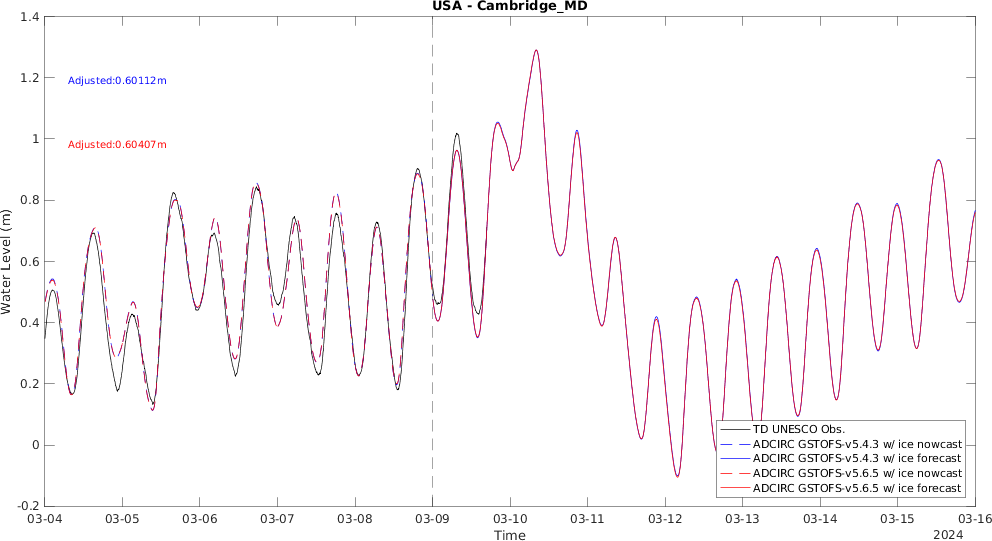 USA - Cambridge_MD
1.4
1.2
1
0.8
0.6
0.4
0.2
0
-0.2
Water Level (m)
Adjusted:0.60112m
Adjusted:0.60407m
TD UNESCO Obs.
ADCIRC GSTOFS-v5.4.3 w/ ice nowcast
ADCIRC GSTOFS-v5.4.3 w/ ice forecast
ADCIRC GSTOFS-v5.6.5 w/ ice nowcast
ADCIRC GSTOFS-v5.6.5 w/ ice forecast
03-04 03-05 03-06 03-07 03-08 03-09 03-10 03-11 03-12 03-13 03-14 03-15 03-16
Time
2024